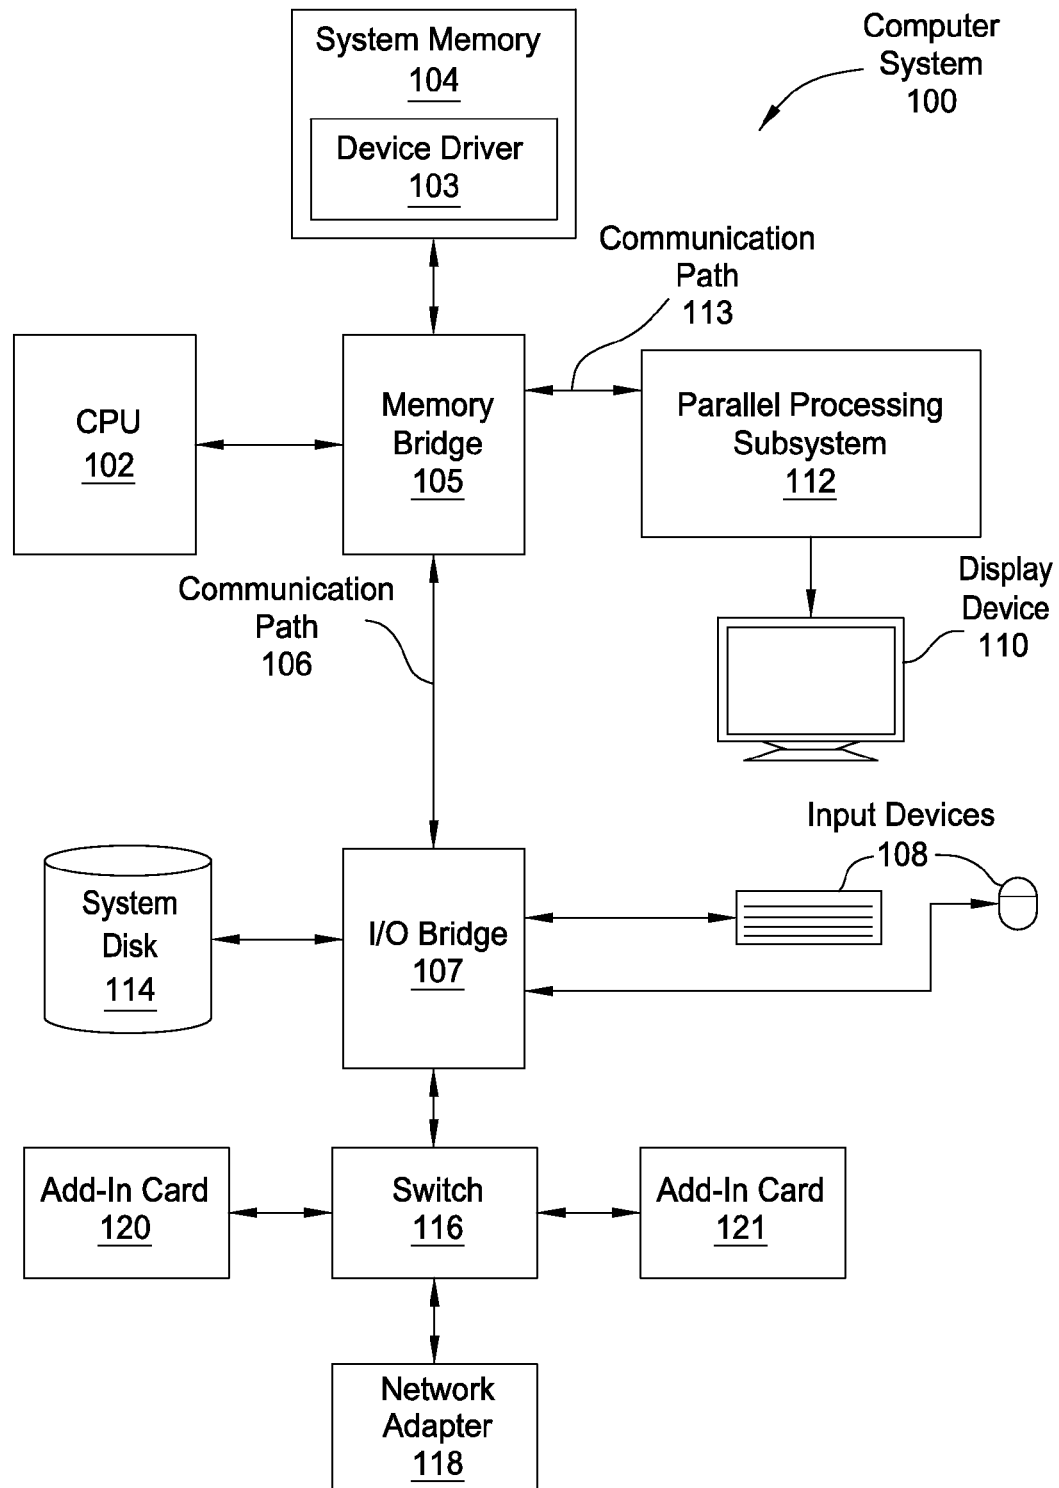 System Memory
104
Device Driver
103
Computer
System
100
Communication
Path
113
CPU
102
Memory
Bridge
105
Parallel Processing
Subsystem
112
Communication
Path
106
Display
Device
110
Input Devices
108
System
Disk
114
I/O Bridge
107
Add-In Card
120
Switch
116
Add-In Card
121
Network
Adapter
118